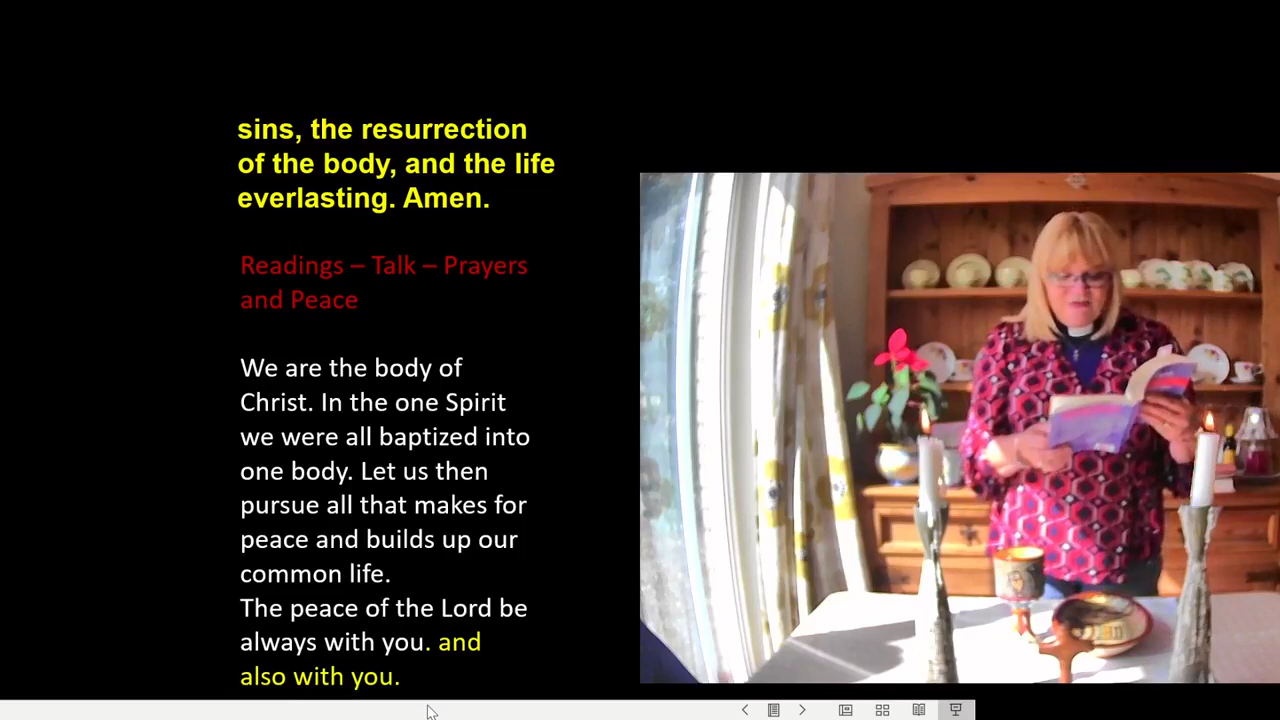 sins, the resurrection
of the body, and the life
everlasting. Amen.
Readings – Talk – Prayers
and Peace
We are the body of
Christ. In the one Spirit
we were all baptized into
one body. Let us then
pursue all that makes for
peace and builds up our
common life.
The peace of the Lord be
always with you. and
also with you.